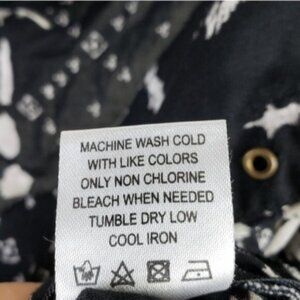 MACHINE WASH COLD
WITH LIKE COLORS
ONLY NON CHLORINE
BLEACH WHEN NEEDED
TUMBLE DRY LOW
COOL IRON